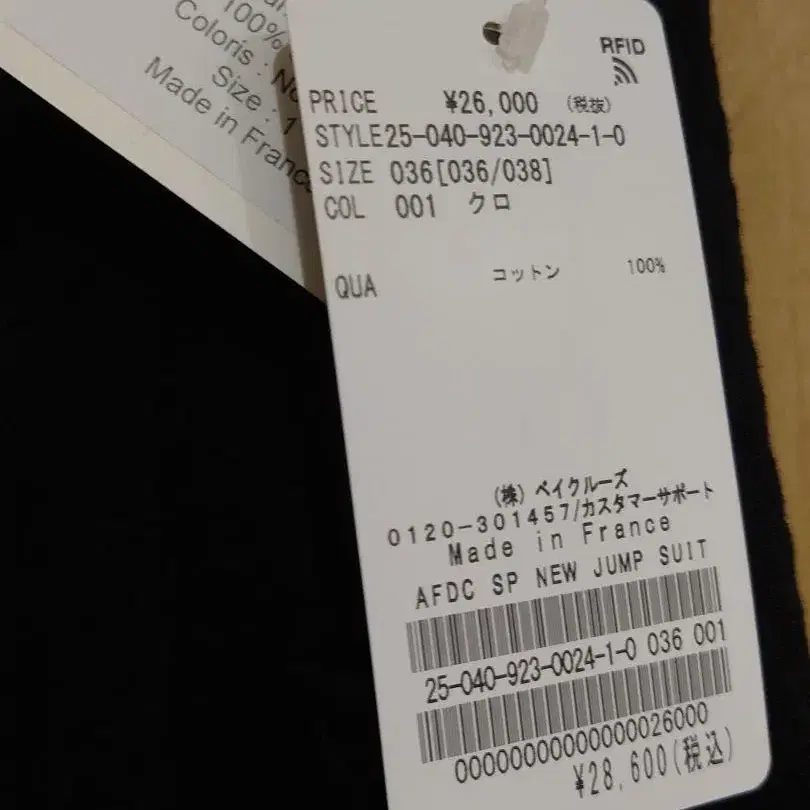 100%
Coloris : No
Size : 1
Made in France
RFID
PRICE ¥26,000 (税抜)
STYLE25-040-923-0024-1-0
SIZE 036[036/038]
COL 001 クロ
QUA コットン 100%
(株) ベイクルーズ
0120-301457/カスタマーサポート
Made in France
AFDC SP NEW JUMP SUIT
25-040-923-0024-1-0 036 001
00000000000000026000
¥28,600(税込)